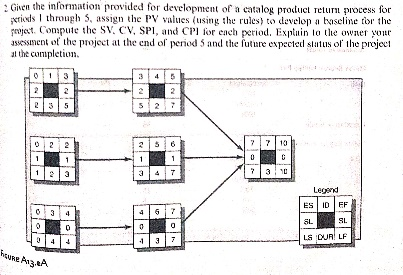 2. Given the information provided for development of a catalog product return process for
periods 1 through 5, assign the PV values (using the rules) to develop a baseline for the
project. Compute the SV, CV, SPI, and CPI for each period. Explain to the owner your
assessment of the project at the end of period 5 and the future expected status of the project
at the completion.
0 1 3
2 2
2 3 5
3 4 5
2 2
5 2 7
0 2 2
1 1
1 2 3
2 5 6
1 1
3 4 7
7 7 10
0 0
7 3 10
0 3 4
0 0
0 4 4
4 6 7
0 0
4 3 7
Legend
ES ID EF
SL SL
LS DUR LF
FIGURE A13.2A